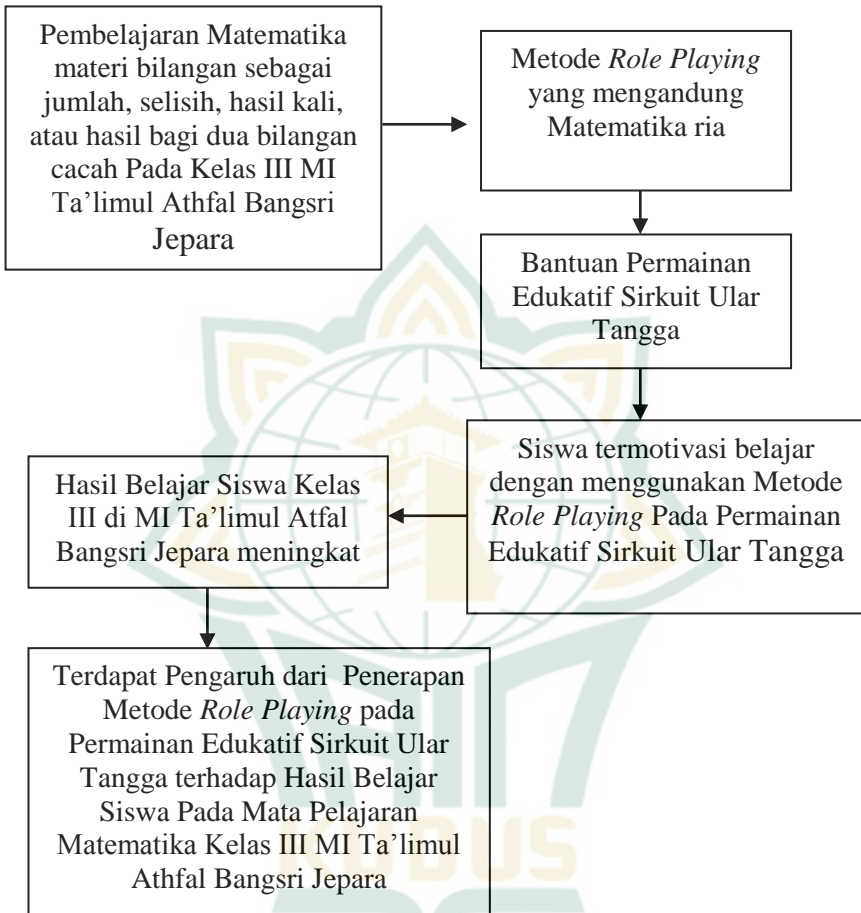 Pembelajaran Matematika
materi bilangan sebagai
jumlah, selisih, hasil kali,
atau hasil bagi dua bilangan
cacah Pada Kelas III MI
Ta’limul Athfal Bangsri
Jepara
Metode Role Playing
yang mengandung
Matematika ria
Bantuan Permainan
Edukatif Sirkuit Ular
Tangga
Siswa termotivasi belajar
dengan menggunakan Metode
Role Playing Pada Permainan
Edukatif Sirkuit Ular Tangga
Hasil Belajar Siswa Kelas
III di MI Ta’limul Atfal
Bangsri Jepara meningkat
Terdapat Pengaruh dari Penerapan
Metode Role Playing pada
Permainan Edukatif Sirkuit Ular
Tangga terhadap Hasil Belajar
Siswa Pada Mata Pelajaran
Matematika Kelas III MI Ta’limul
Athfal Bangsri Jepara
KUDUS